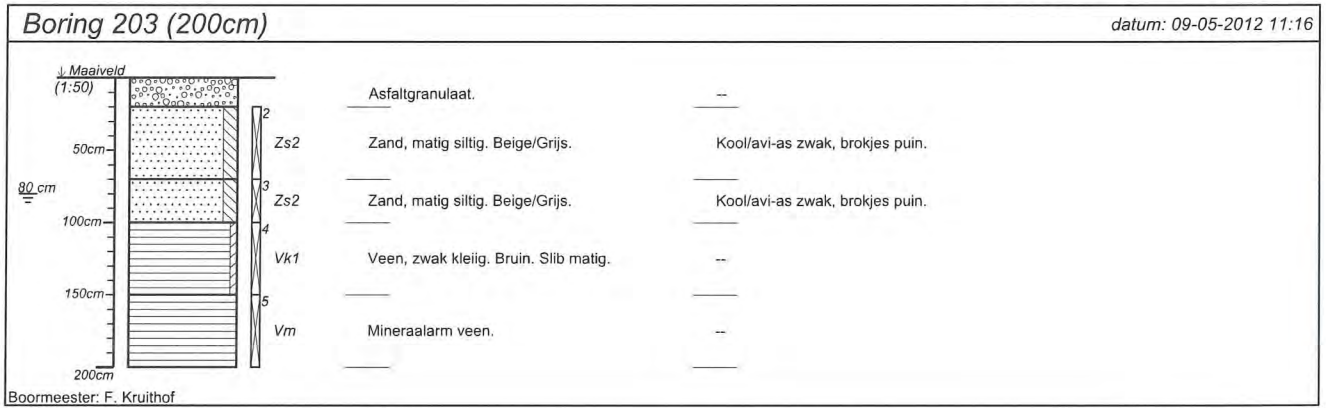 Boring 203 (200cm) datum: 09-05-2012 11:16
Maaiveld
(1:50)
Asfaltgranulaat. --
2
Zs2 Zand, matig siltig. Beige/Grijs. Kool/avi-as zwak, brokjes puin.
50cm
3
80 cm
Zs2 Zand, matig siltig. Beige/Grijs. Kool/avi-as zwak, brokjes puin.
100cm
4
Vk1 Veen, zwak kleiig. Bruin. Slib matig. --
150cm
5
Vm Mineraalarm veen. --
200cm
Boormeester: F. Kruithof